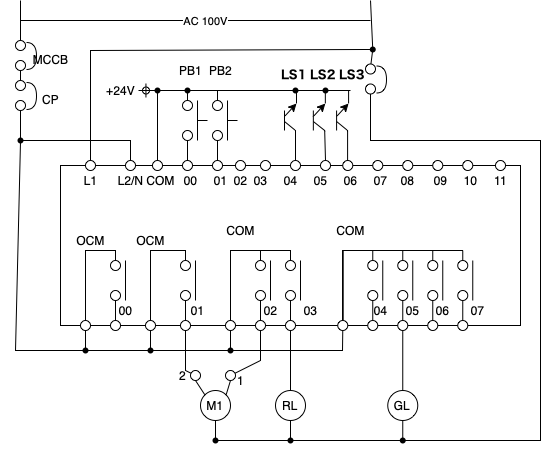 AC 100V
MCCB
PB1 PB2
LS1 LS2 LS3
+24V
CP
L1 L2/N COM 00 01 02 03 04 05 06 07 08 09 10 11
COM COM
OCM OCM
00 01 02 03 04 05 06 07
2 1
M1 RL GL